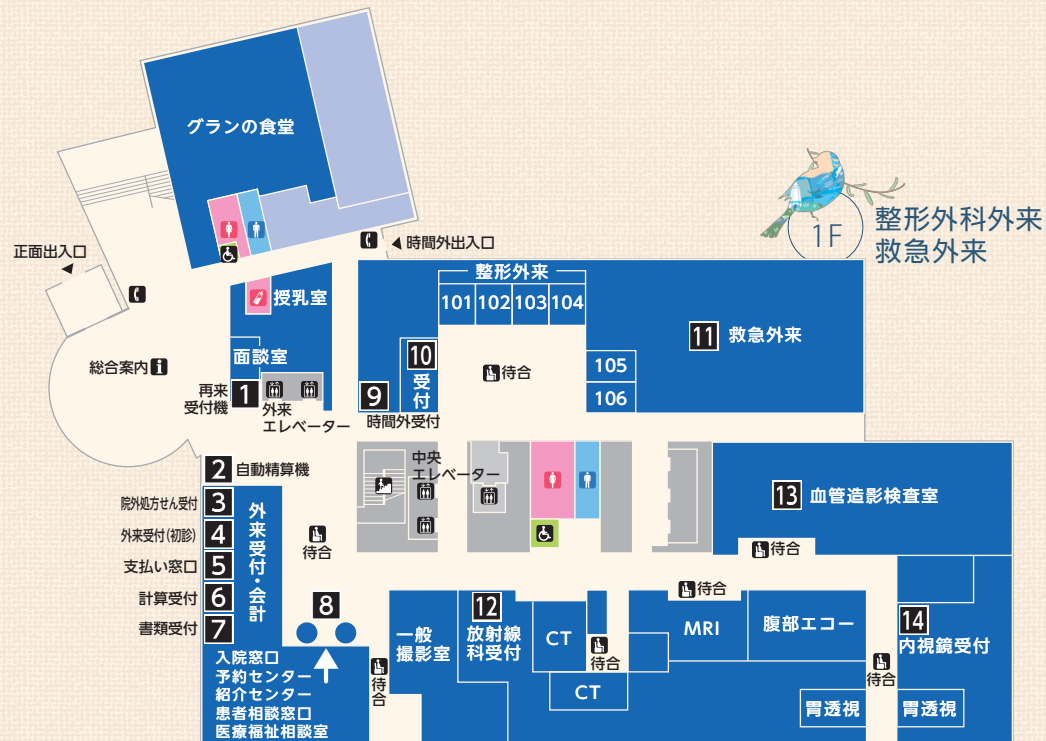 グランの食堂
1F
整形外科外来
救急外来
正面出入口
時間外出入口
整形外来
101
102
103
104
授乳室
11
救急外来
10
受付
待合
105
106
総合案内
面談室
再来
受付機
1
外来
エレベーター
9
時間外受付
中央
エレベーター
2
自動精算機
院外処方せん受付
3
外来受付(初診)
4
支払い窓口
5
計算受付
6
書類受付
7
外来受付・会計
待合
8
13
血管造影検査室
待合
入院窓口
予約センター
紹介センター
患者相談窓口
医療福祉相談室
待合
一般
撮影室
12
放射線
科受付
CT
待合
CT
待合
MRI
腹部エコー
14
内視鏡受付
待合
胃透視
胃透視